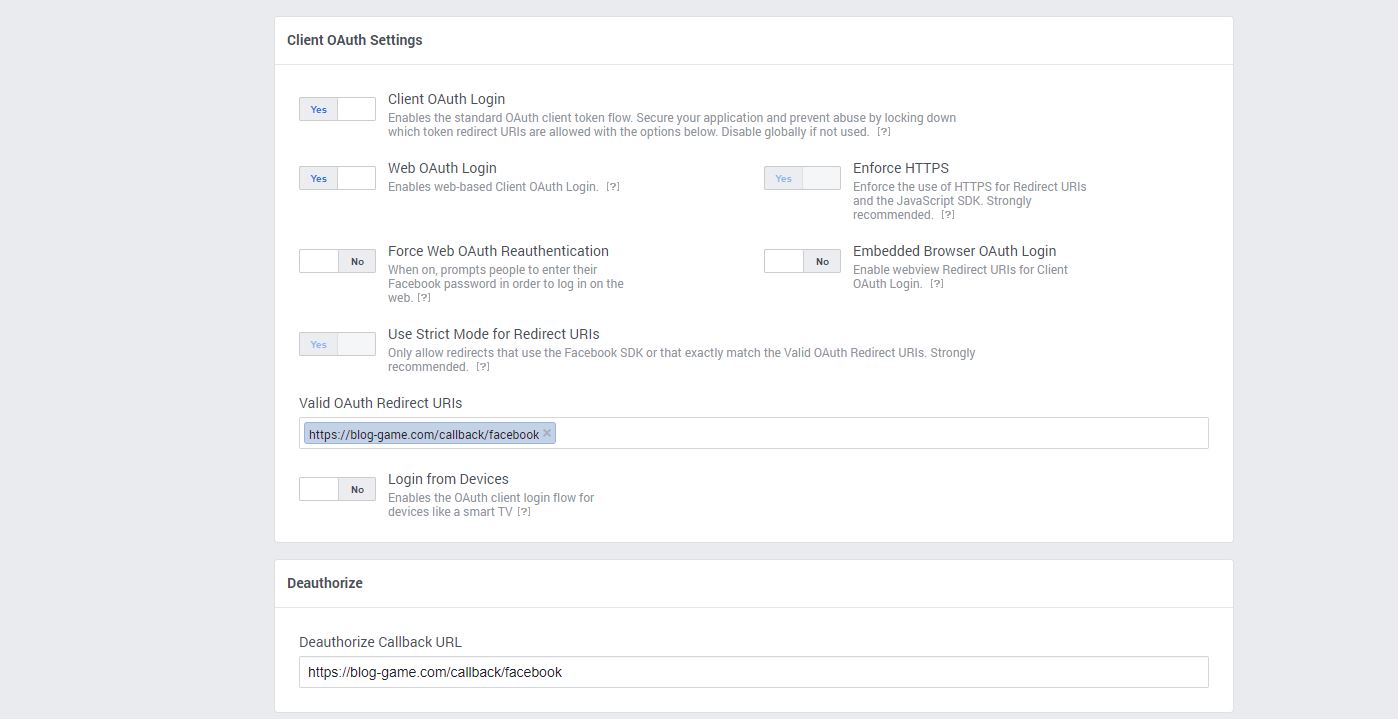 Client OAuth Settings
Yes
Client OAuth Login
Enables the standard OAuth client token flow. Secure your application and prevent abuse by locking down
which token redirect URIs are allowed with the options below. Disable globally if not used. [?]
Yes
Web OAuth Login
Enables web-based Client OAuth Login. [?]
Yes
Enforce HTTPS
Enforce the use of HTTPS for Redirect URIs
and the JavaScript SDK. Strongly
recommended. [?]
No
Force Web OAuth Reauthentication
When on, prompts people to enter their
Facebook password in order to log in on the
web. [?]
No
Embedded Browser OAuth Login
Enable webview Redirect URIs for Client
OAuth Login. [?]
Yes
Use Strict Mode for Redirect URIs
Only allow redirects that use the Facebook SDK or that exactly match the Valid OAuth Redirect URIs. Strongly
recommended. [?]
Valid OAuth Redirect URIs
https://blog-game.com/callback/facebook
No
Login from Devices
Enables the OAuth client login flow for
devices like a smart TV [?]
Deauthorize
Deauthorize Callback URL
https://blog-game.com/callback/facebook